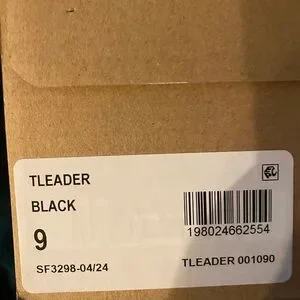 TLEADER
BLACK
9
198024662554
SF3298-04/24
TLEADER 001090